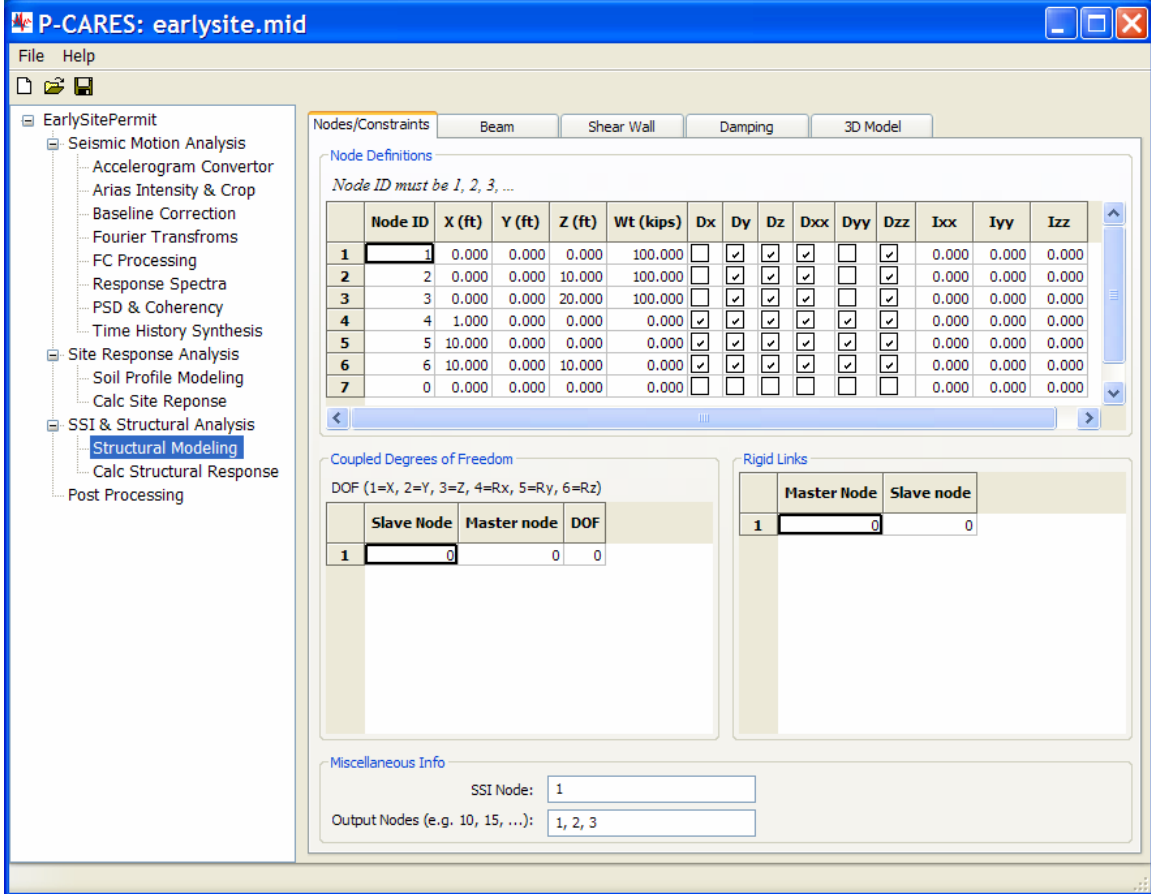 P-CARES: earlysite.mid
File Help
EarlySitePermit
Seismic Motion Analysis
Accelerogram Convertor
Arias Intensity & Crop
Baseline Correction
Fourier Transfroms
FC Processing
Response Spectra
PSD & Coherency
Time History Synthesis
Site Response Analysis
Soil Profile Modeling
Calc Site Reponse
SSI & Structural Analysis
Structural Modeling
Calc Structural Response
Post Processing
Nodes/Constraints Beam Shear Wall Damping 3D Model
Node Definitions
Node ID must be 1, 2, 3, ...
Node ID X (ft) Y (ft) Z (ft) Wt (kips) Dx Dy Dz Dxx Dyy Dzz Ixx Iyy Izz
1 1 0.000 0.000 0.000 100.000 0.000 0.000 0.000
2 2 0.000 0.000 10.000 100.000 0.000 0.000 0.000
3 3 0.000 0.000 20.000 100.000 0.000 0.000 0.000
4 4 1.000 0.000 0.000 0.000 0.000 0.000 0.000
5 5 10.000 0.000 0.000 0.000 0.000 0.000 0.000
6 6 10.000 0.000 10.000 0.000 0.000 0.000 0.000
7 0 0.000 0.000 0.000 0.000 0.000 0.000 0.000
Coupled Degrees of Freedom
DOF (1=X, 2=Y, 3=Z, 4=Rx, 5=Ry, 6=Rz)
Slave Node Master node DOF
1 0 0 0
Rigid Links
Master Node Slave node
1 0 0
Miscellaneous Info
SSI Node: 1
Output Nodes (e.g. 10, 15, ...): 1, 2, 3